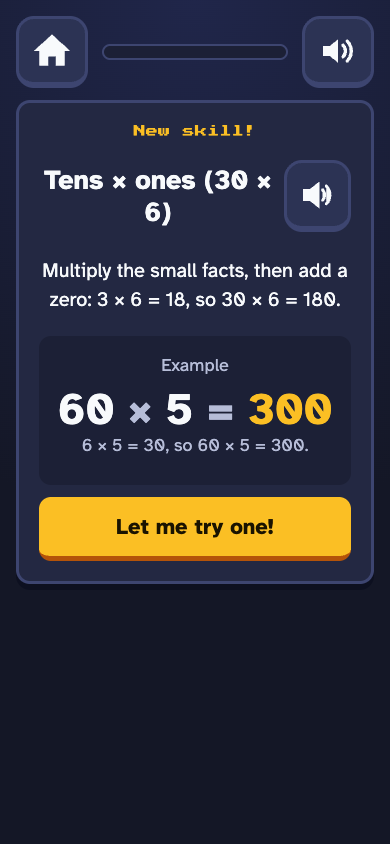 New skill!
Tens × ones (30 ×
6)
Multiply the small facts, then add a
zero: 3 × 6 = 18, so 30 × 6 = 180.
Example
60 × 5 = 300
6 × 5 = 30, so 60 × 5 = 300.
Let me try one!